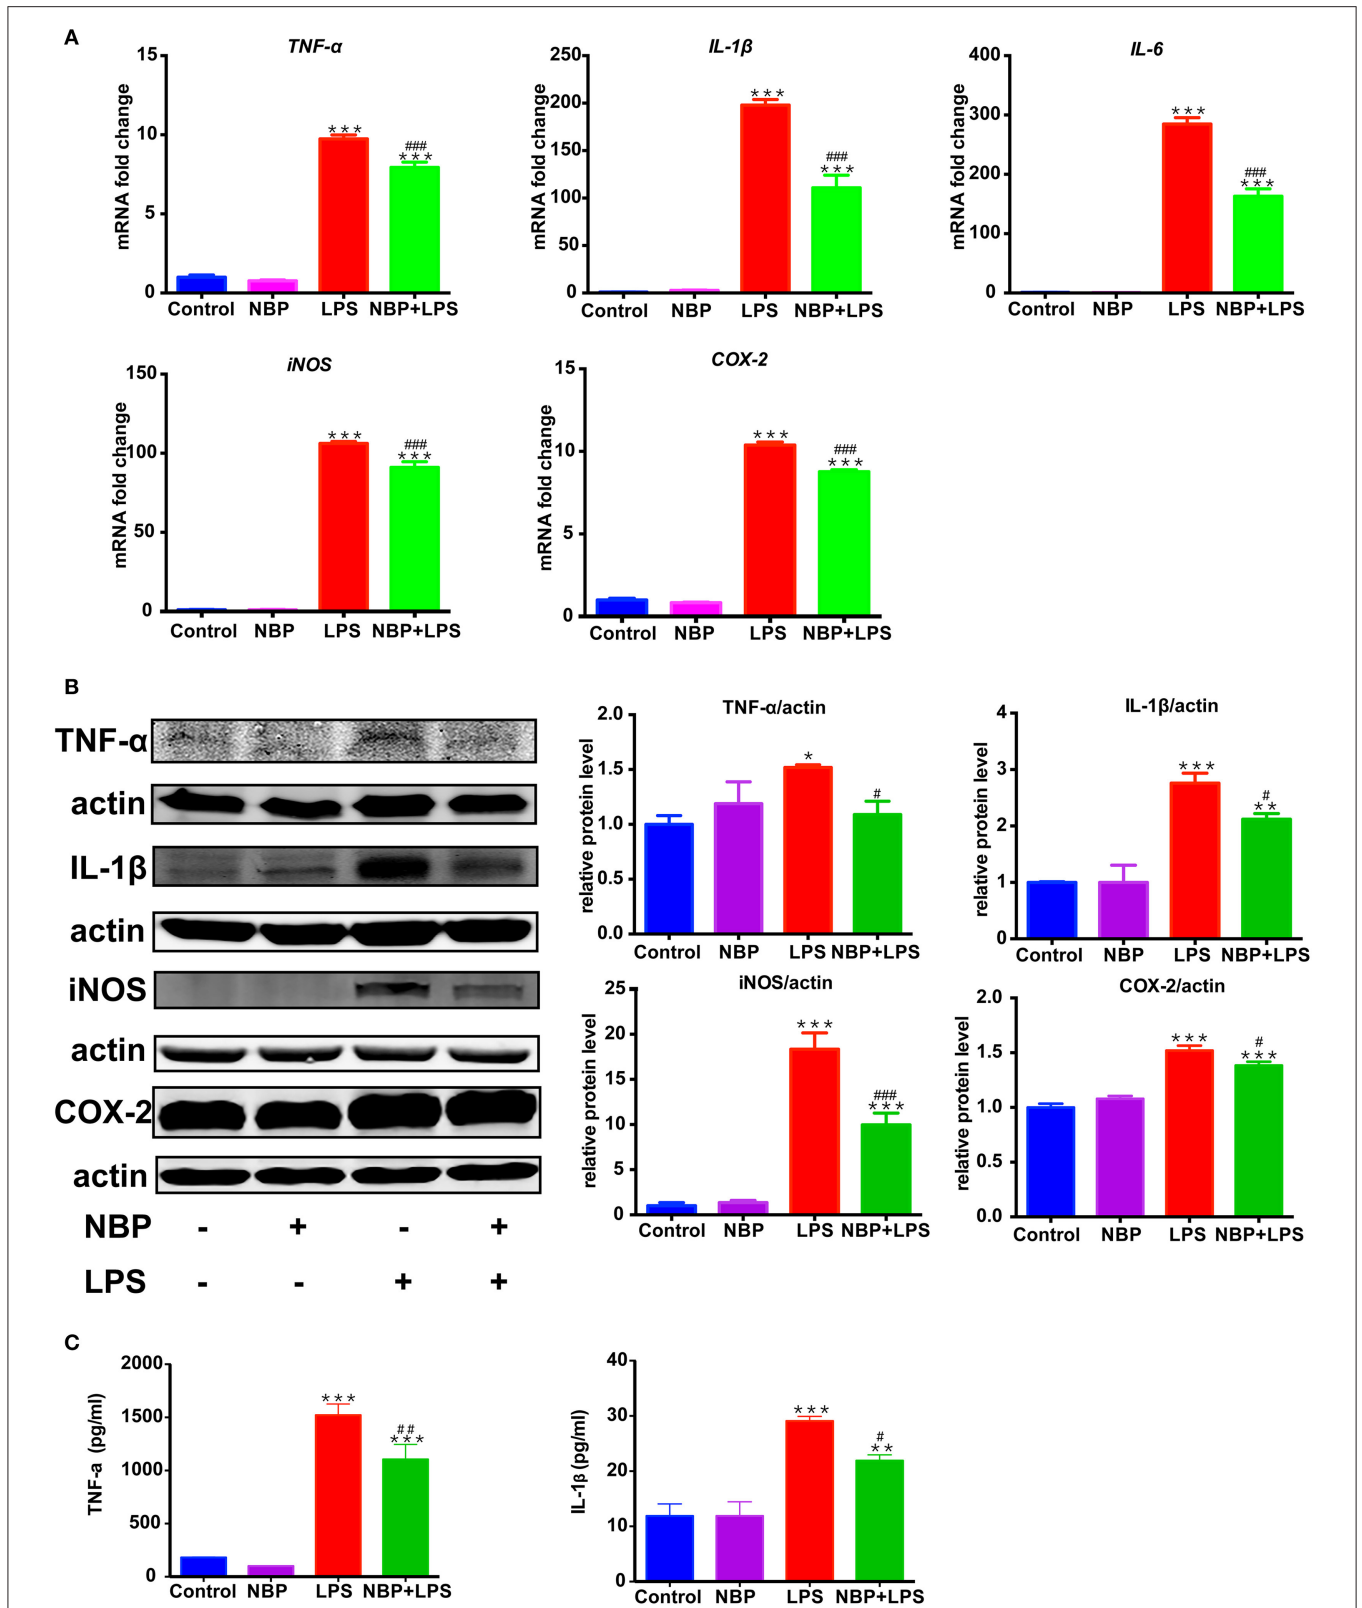 A
TNF-α
mRNA fold change
15
10
5
0
Control NBP LPS NBP+LPS
***
###
***
IL-1β
mRNA fold change
250
200
150
100
50
0
Control NBP LPS NBP+LPS
***
###
***
IL-6
mRNA fold change
400
300
200
100
0
Control NBP LPS NBP+LPS
***
###
***
iNOS
mRNA fold change
150
100
50
0
Control NBP LPS NBP+LPS
***
###
***
COX-2
mRNA fold change
15
10
5
0
Control NBP LPS NBP+LPS
***
###
***
B
TNF-α
actin
IL-1β
actin
iNOS
actin
COX-2
actin
NBP - + - +
LPS - - + +
TNF-α/actin
relative protein level
2.0
1.5
1.0
0.5
0.0
Control NBP LPS NBP+LPS
*
#
IL-1β/actin
relative protein level
4
3
2
1
0
Control NBP LPS NBP+LPS
***
#
**
iNOS/actin
relative protein level
25
20
15
10
5
0
Control NBP LPS NBP+LPS
***
###
***
COX-2/actin
relative protein level
2.0
1.5
1.0
0.5
0.0
Control NBP LPS NBP+LPS
***
#
***
C
TNF-a (pg/ml)
2000
1500
1000
500
0
Control NBP LPS NBP+LPS
***
##
***
IL-1β (pg/ml)
40
30
20
10
0
Control NBP LPS NBP+LPS
***
#
**